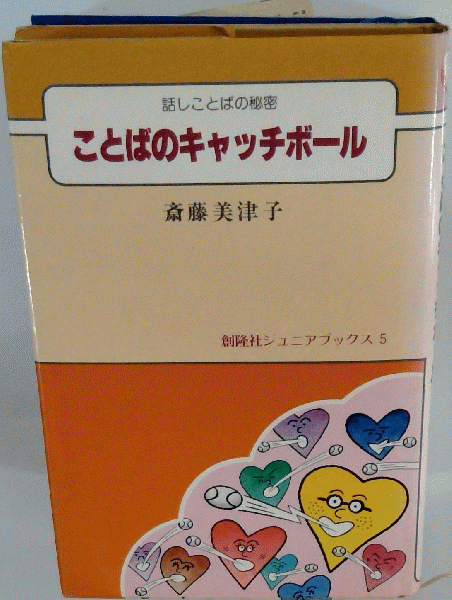 話しことばの秘密
ことばのキャッチボール
斎藤美津子
創隆社ジュニアブックス 5